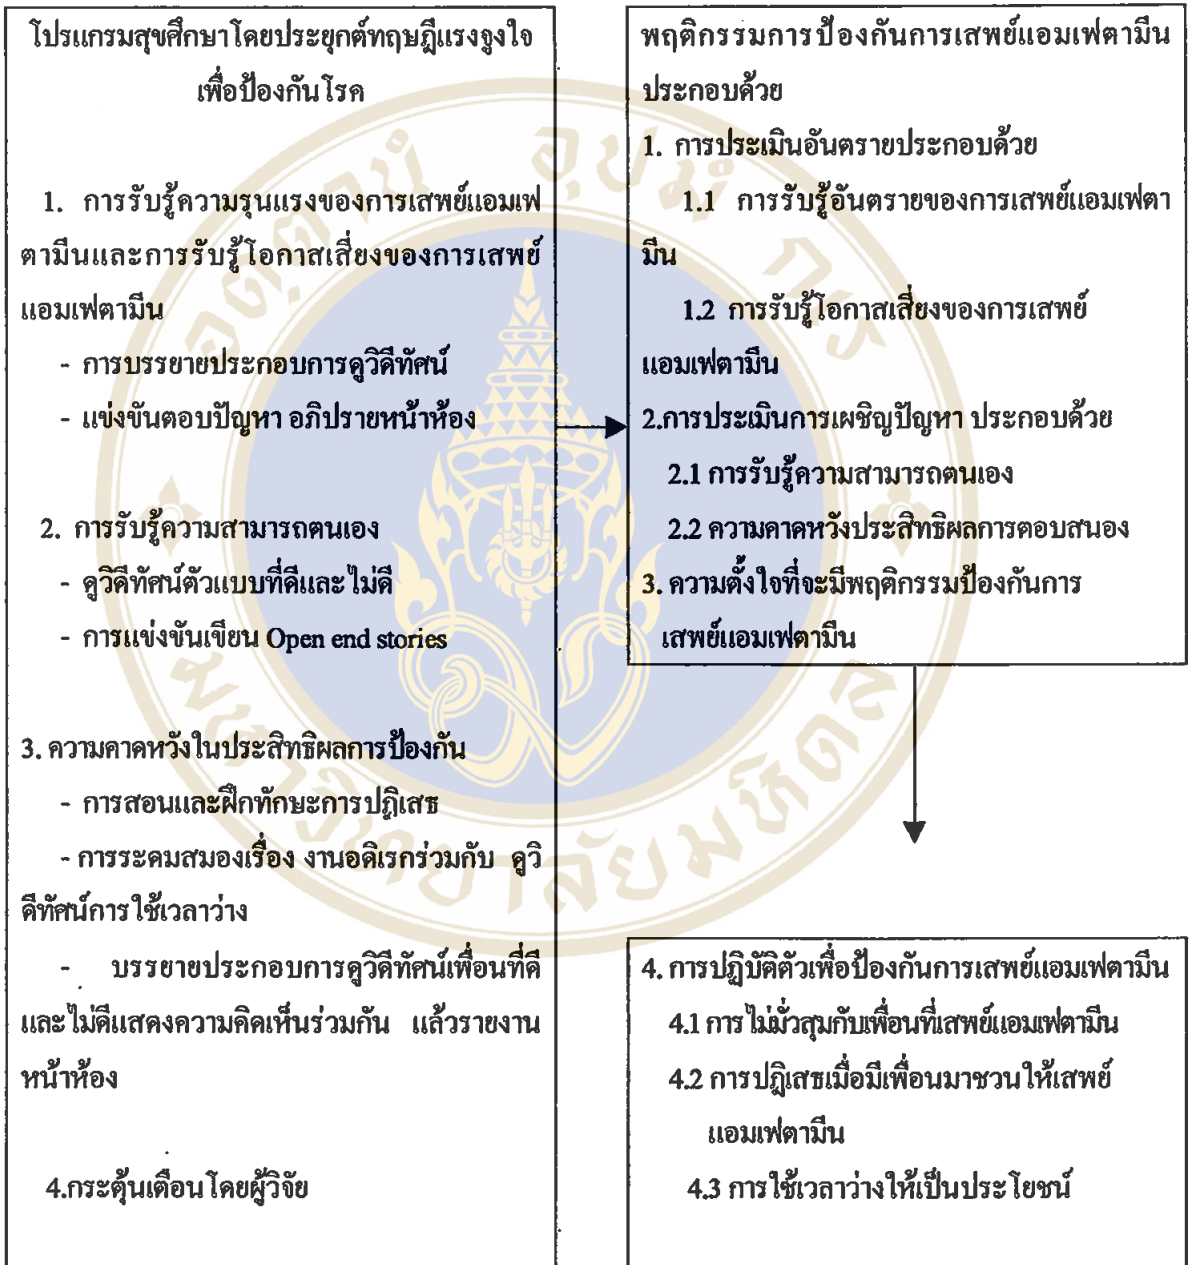 โปรแกรมสุขศึกษาโดยประยุกต์ทฤษฎีแรงจูงใจ
เพื่อป้องกันโรค
1. การรับรู้ความรุนแรงของการเสพย์แอมเฟ
ตามีนและการรับรู้โอกาสเสี่ยงของการเสพย์
แอมเฟตามีน
- การบรรยายประกอบการดูวิดีทัศน์
- แข่งขันตอบปัญหา อภิปรายหน้าห้อง
2. การรับรู้ความสามารถตนเอง
- ดูวิดีทัศน์ตัวแบบที่ดีและไม่ดี
- การแข่งขันเขียน Open end stories
3. ความคาดหวังในประสิทธิผลการป้องกัน
- การสอนและฝึกทักษะการปฏิเสธ
- การระดมสมองเรื่อง งานอดิเรกร่วมกับ ดูวิ
ดีทัศน์การใช้เวลาว่าง
- บรรยายประกอบการดูวิดีทัศน์เพื่อนที่ดี
และไม่ดีแสดงความคิดเห็นร่วมกัน แล้วรายงาน
หน้าห้อง
4.กระตุ้นเตือนโดยผู้วิจัย
พฤติกรรมการป้องกันการเสพย์แอมเฟตามีน
ประกอบด้วย
1. การประเมินอันตรายประกอบด้วย
1.1 การรับรู้อันตรายของการเสพย์แอมเฟตา
มีน
1.2 การรับรู้โอกาสเสี่ยงของการเสพย์
แอมเฟตามีน
2.การประเมินการเผชิญปัญหา ประกอบด้วย
2.1 การรับรู้ความสามารถตนเอง
2.2 ความคาดหวังประสิทธิผลการตอบสนอง
3. ความตั้งใจที่จะมีพฤติกรรมป้องกันการ
เสพย์แอมเฟตามีน
4. การปฏิบัติตัวเพื่อป้องกันการเสพย์แอมเฟตามีน
4.1 การไม่มั่วสุมกับเพื่อนที่เสพย์แอมเฟตามีน
4.2 การปฏิเสธเมื่อมีเพื่อนมาชวนให้เสพย์
แอมเฟตามีน
4.3 การใช้เวลาว่างให้เป็นประโยชน์
อตฺตานํ อุปมํ กเร
มหาวิทยาลัยมหิดล